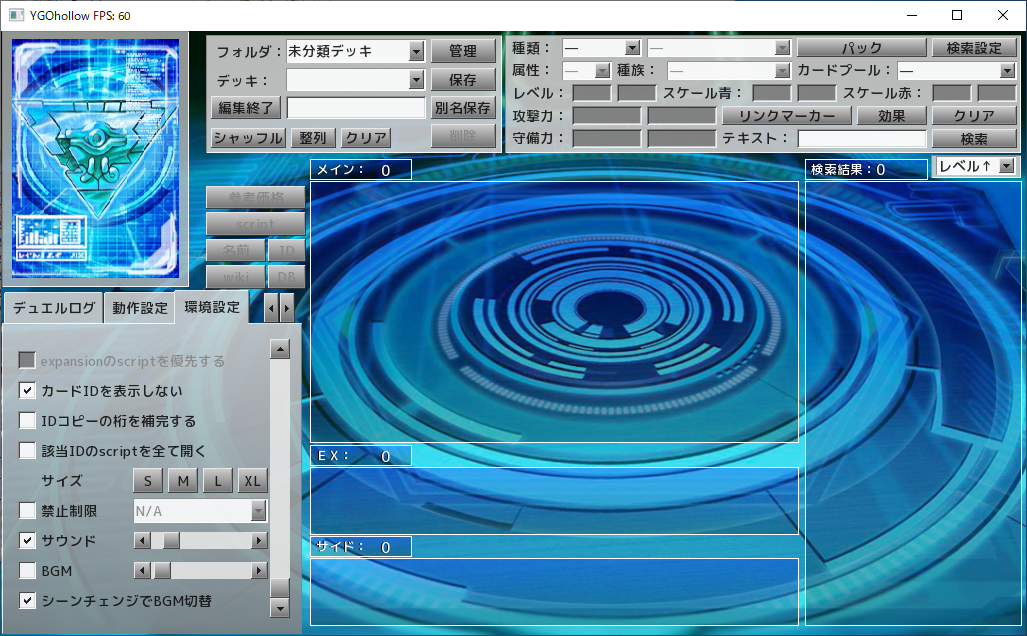 YGOhollow FPS: 60
フォルダ： 未分類デッキ 管理
デッキ： 保存
編集終了 別名保存
シャッフル 整列 クリア 削除
種類： — — パック 検索設定
属性： — 種族： — カードプール： —
レベル： スケール青： スケール赤：
攻撃力： リンクマーカー 効果 クリア
守備力： テキスト： 検索
メイン： 0
検索結果： 0 レベル↑
参考価格
script
名前 ID
wiki DB
デュエルログ 動作設定 環境設定
expansionのscriptを優先する
カードIDを表示しない
IDコピーの桁を補完する
該当IDのscriptを全て開く
サイズ S M L XL
禁止制限 N/A
サウンド
BGM
シーンチェンジでBGM切替
EX： 0
サイド： 0